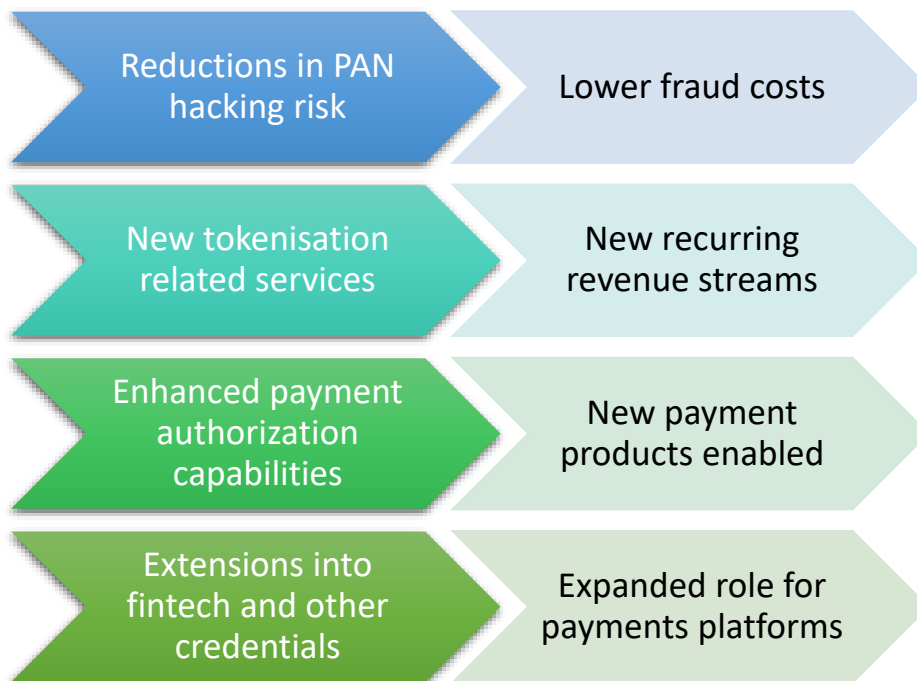 Reductions in PAN
hacking risk
Lower fraud costs
New tokenisation
related services
New recurring
revenue streams
Enhanced payment
authorization
capabilities
New payment
products enabled
Extensions into
fintech and other
credentials
Expanded role for
payments platforms